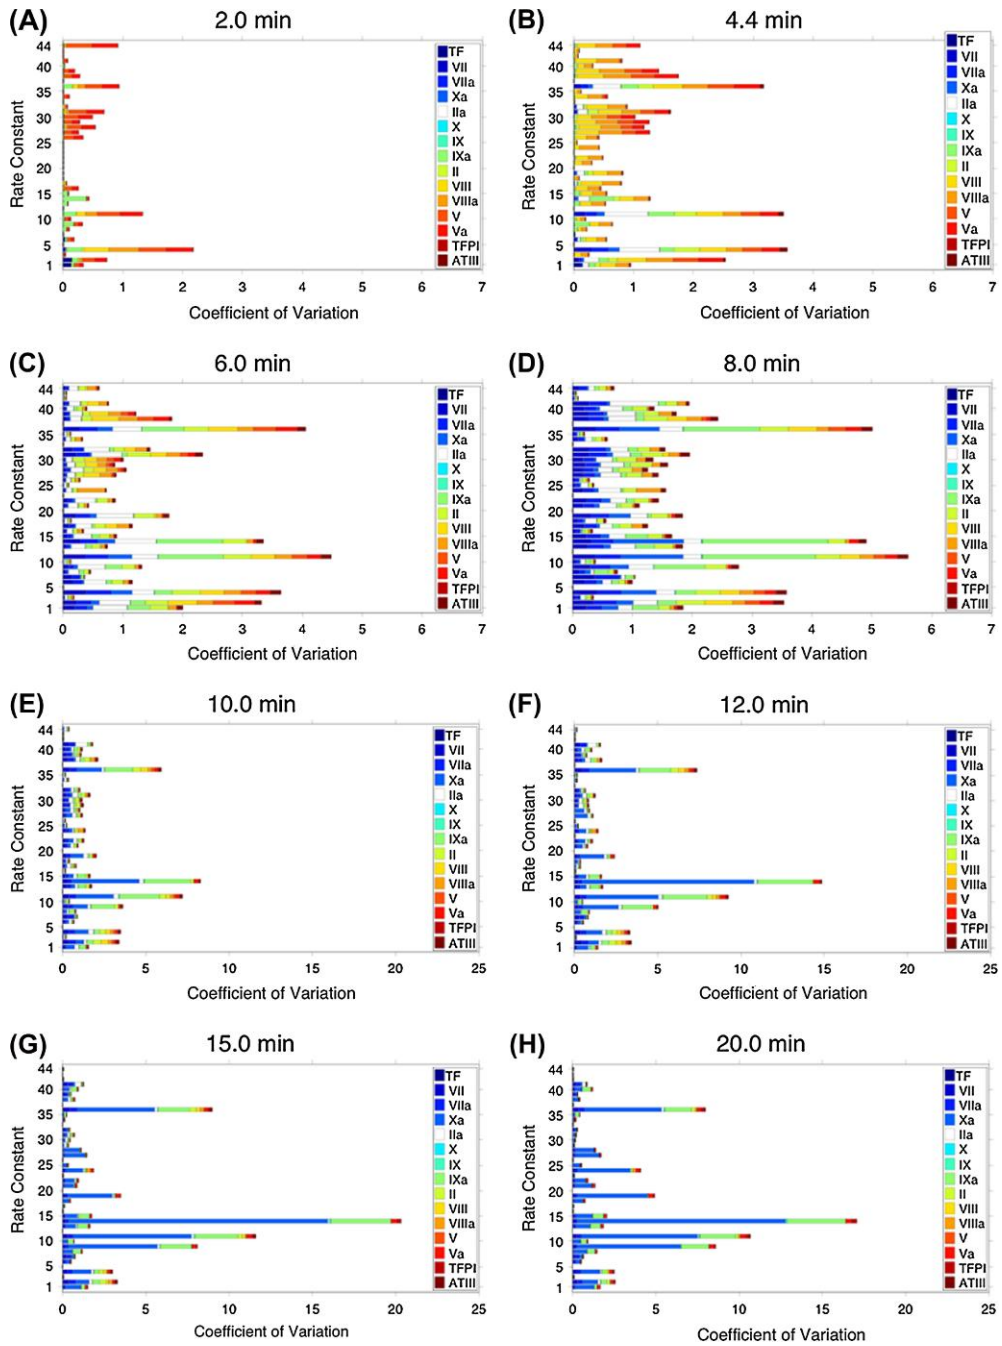 (A) 2.0 min
Rate Constant
44
40
35
30
25
20
15
10
5
1
TF
VII
VIIa
Xa
IIa
X
IX
IXa
II
VIII
VIIIa
V
Va
TFPI
ATIII
0 1 2 3 4 5 6 7
Coefficient of Variation
(B) 4.4 min
Rate Constant
44
40
35
30
25
20
15
10
5
1
TF
VII
VIIa
Xa
IIa
X
IX
IXa
II
VIII
VIIIa
V
Va
TFPI
ATIII
0 1 2 3 4 5 6 7
Coefficient of Variation
(C) 6.0 min
Rate Constant
44
40
35
30
25
20
15
10
5
1
TF
VII
VIIa
Xa
IIa
X
IX
IXa
II
VIII
VIIIa
V
Va
TFPI
ATIII
0 1 2 3 4 5 6 7
Coefficient of Variation
(D) 8.0 min
Rate Constant
44
40
35
30
25
20
15
10
5
1
TF
VII
VIIa
Xa
IIa
X
IX
IXa
II
VIII
VIIIa
V
Va
TFPI
ATIII
0 1 2 3 4 5 6 7
Coefficient of Variation
(E) 10.0 min
Rate Constant
44
40
35
30
25
20
15
10
5
1
TF
VII
VIIa
Xa
IIa
X
IX
IXa
II
VIII
VIIIa
V
Va
TFPI
ATIII
0 5 10 15 20 25
Coefficient of Variation
(F) 12.0 min
Rate Constant
44
40
35
30
25
20
15
10
5
1
TF
VII
VIIa
Xa
IIa
X
IX
IXa
II
VIII
VIIIa
V
Va
TFPI
ATIII
0 5 10 15 20 25
Coefficient of Variation
(G) 15.0 min
Rate Constant
44
40
35
30
25
20
15
10
5
1
TF
VII
VIIa
Xa
IIa
X
IX
IXa
II
VIII
VIIIa
V
Va
TFPI
ATIII
0 5 10 15 20 25
Coefficient of Variation
(H) 20.0 min
Rate Constant
44
40
35
30
25
20
15
10
5
1
TF
VII
VIIa
Xa
IIa
X
IX
IXa
II
VIII
VIIIa
V
Va
TFPI
ATIII
0 5 10 15 20 25
Coefficient of Variation